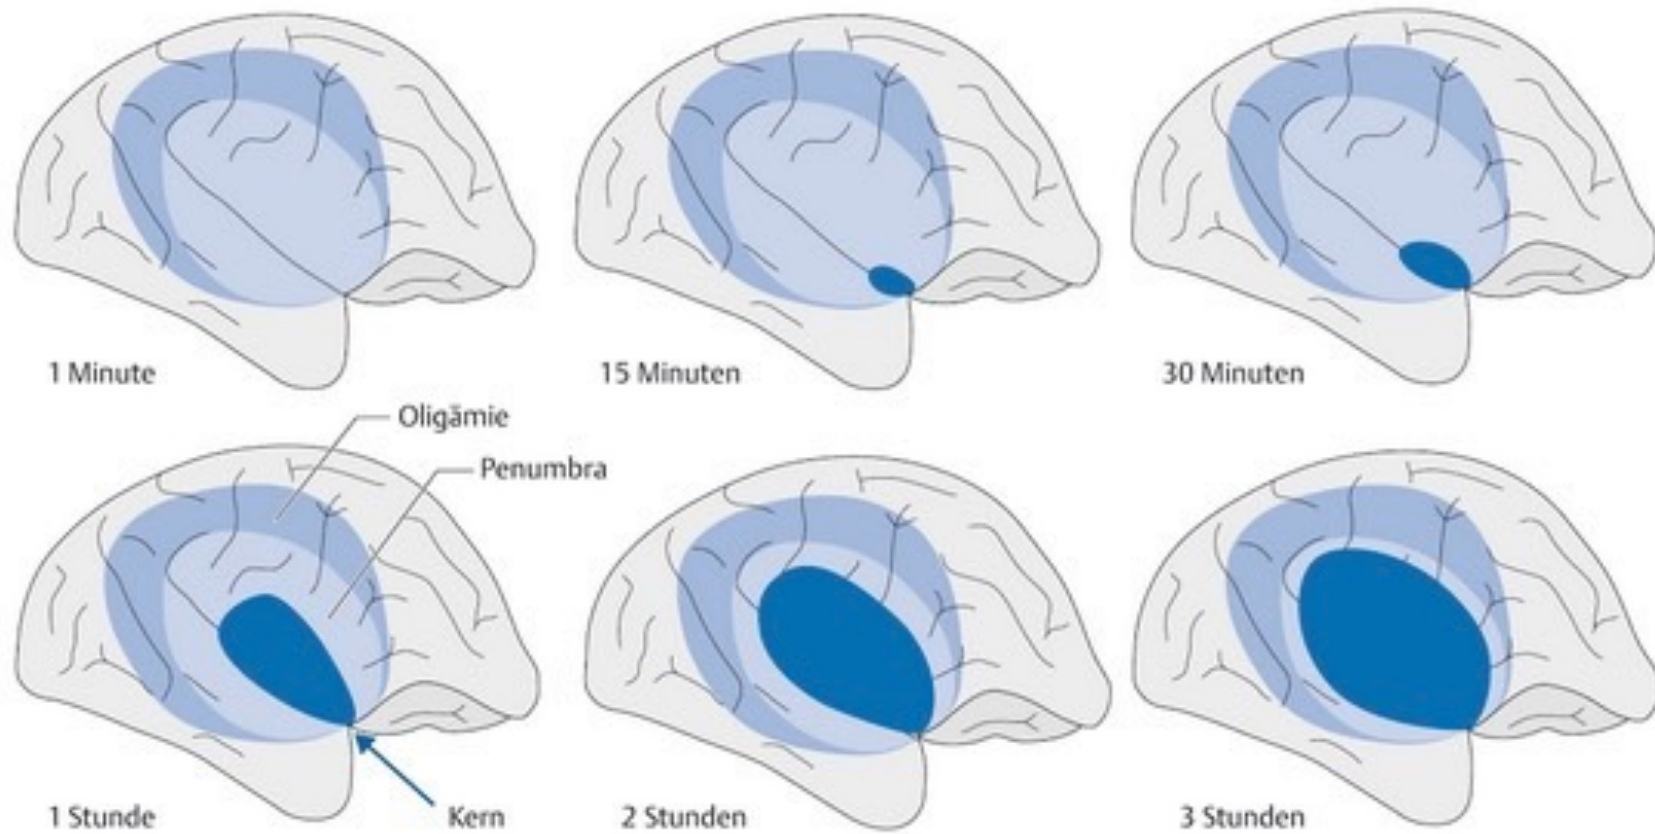 1 Minute
15 Minuten
30 Minuten
Oligämie
Penumbra
1 Stunde
Kern
2 Stunden
3 Stunden